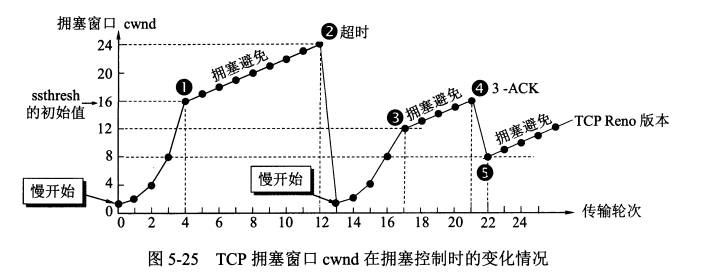 拥塞窗口 cwnd
❷超时
24
20
16
12
8
4
0
ssthresh
的初始值
慢开始
❶
拥塞避免
慢开始
❸
拥塞避免
❹ 3-ACK
拥塞避免
❺
TCP Reno 版本
0 2 4 6 8 10 12 14 16 18 20 22 24
传输轮次
图 5-25 TCP 拥塞窗口 cwnd 在拥塞控制时的变化情况